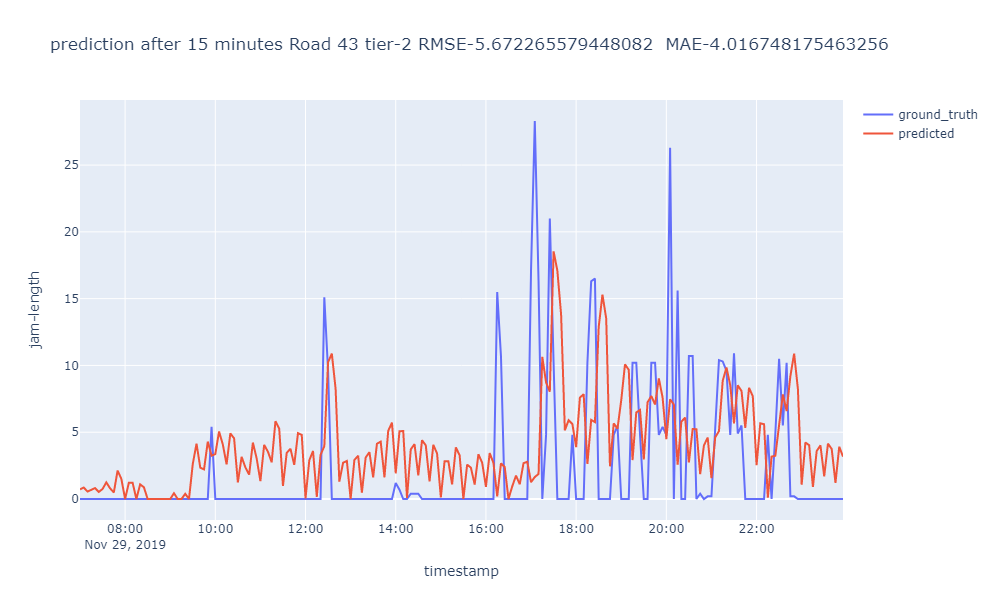 prediction after 15 minutes Road 43 tier-2 RMSE-5.672265579448082  MAE-4.016748175463256
ground_truth
predicted
25
20
15
10
5
0
jam-length
08:00 10:00 12:00 14:00 16:00 18:00 20:00 22:00
Nov 29, 2019
timestamp